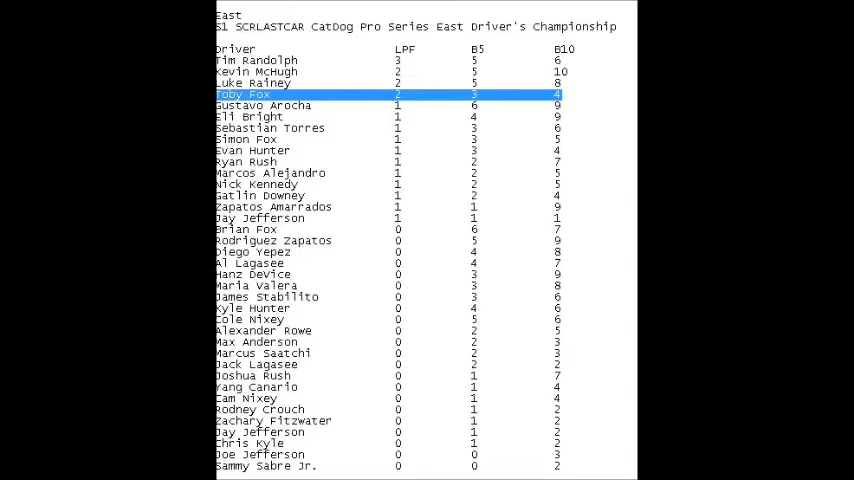 East
S1 SCRLASTCAR CatDog Pro Series East Driver's Championship
Driver LPF B5 B10
Tim Randolph 3 5 6
Kevin McHugh 2 5 10
Luke Rainey 2 5 8
Toby Fox 2 3 4
Gustavo Arocha 1 6 9
Eli Bright 1 4 9
Sebastian Torres 1 3 6
Simon Fox 1 3 5
Evan Hunter 1 3 4
Ryan Rush 1 2 7
Marcos Alejandro 1 2 5
Nick Kennedy 1 2 5
Gatlin Downey 1 2 4
Zapatos Amarrados 1 1 9
Jay Jefferson 1 1 1
Brian Fox 0 6 7
Rodriguez Zapatos 0 5 9
Diego Yepez 0 4 8
Al Lagasee 0 4 7
Hanz DeVice 0 3 9
Maria Valera 0 3 8
James Stabilito 0 3 6
Kyle Hunter 0 4 6
Cole Nixey 0 5 6
Alexander Rowe 0 2 5
Max Anderson 0 2 3
Marcus Saatchi 0 2 3
Jack Lagasee 0 2 2
Joshua Rush 0 1 7
Yang Canario 0 1 4
Cam Nixey 0 1 4
Rodney Crouch 0 1 2
Zachary Fitzwater 0 1 2
Jay Jefferson 0 1 2
Chris Kyle 0 1 2
Joe Jefferson 0 0 3
Sammy Sabre Jr. 0 0 2